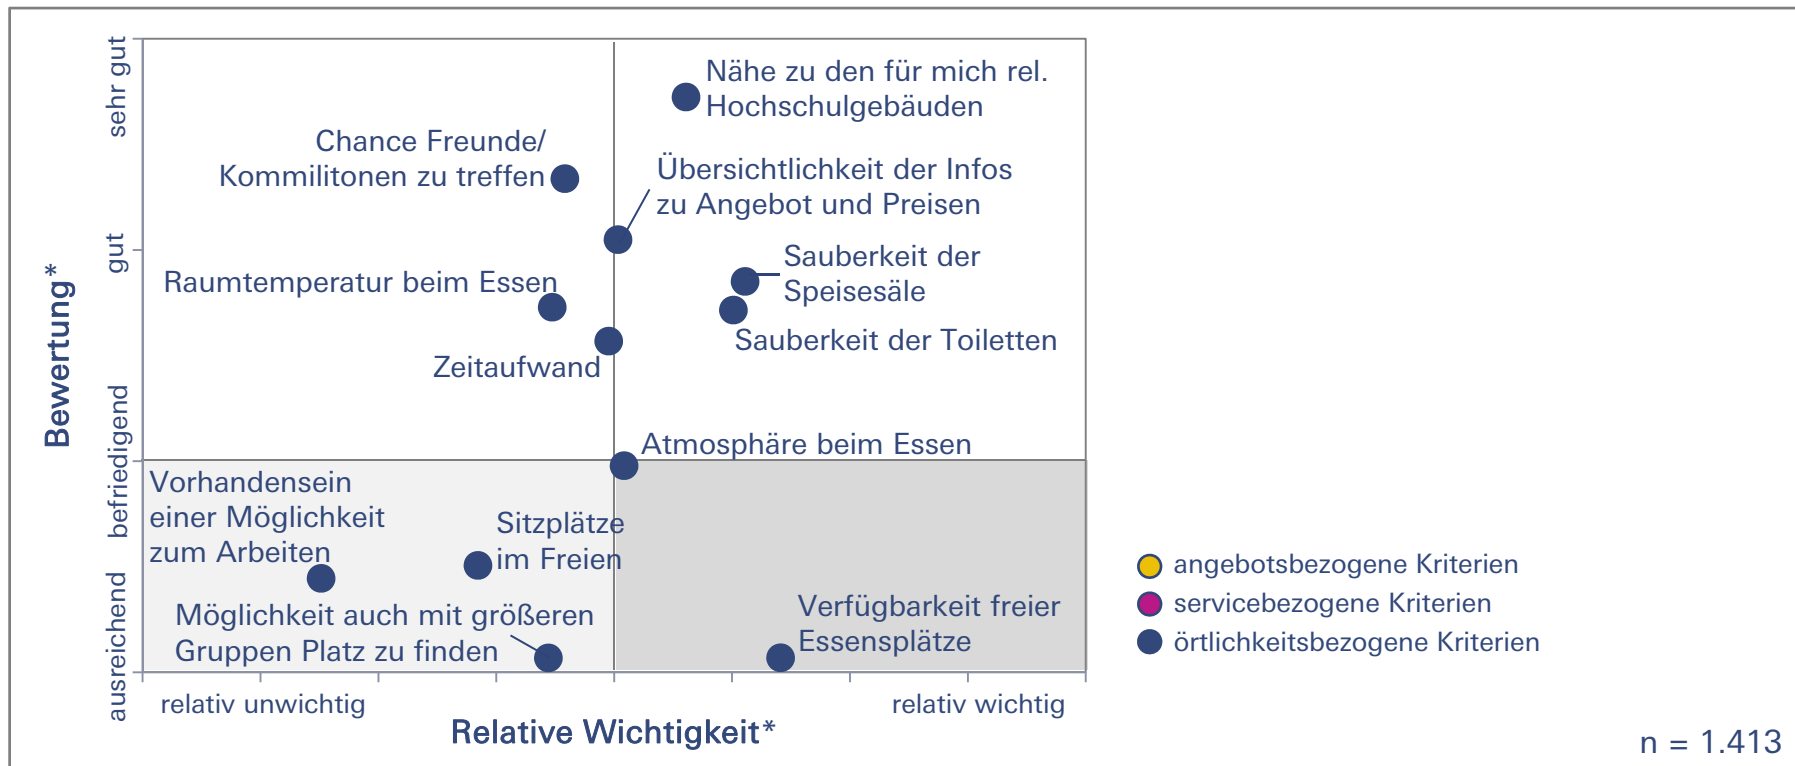 sehr gut
gut
befriedigend
ausreichend
Bewertung*
Nähe zu den für mich rel.
Hochschulgebäuden
Chance Freunde/
Kommilitonen zu treffen
Übersichtlichkeit der Infos
zu Angebot und Preisen
Sauberkeit der
Speisesäle
Raumtemperatur beim Essen
Sauberkeit der Toiletten
Zeitaufwand
Atmosphäre beim Essen
Vorhandensein
einer Möglichkeit
zum Arbeiten
Sitzplätze
im Freien
Möglichkeit auch mit größeren
Gruppen Platz zu finden
Verfügbarkeit freier
Essensplätze
relativ unwichtig
relativ wichtig
Relative Wichtigkeit*
angebotsbezogene Kriterien
servicebezogene Kriterien
örtlichkeitsbezogene Kriterien
n = 1.413